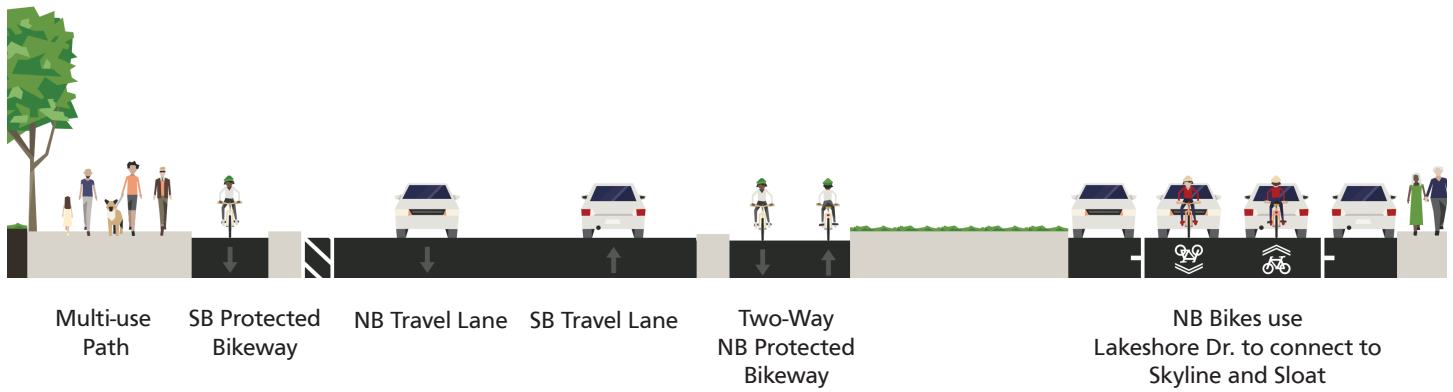 Multi-use
Path
SB Protected
Bikeway
NB Travel Lane
SB Travel Lane
Two-Way
NB Protected
Bikeway
NB Bikes use
Lakeshore Dr. to connect to
Skyline and Sloat